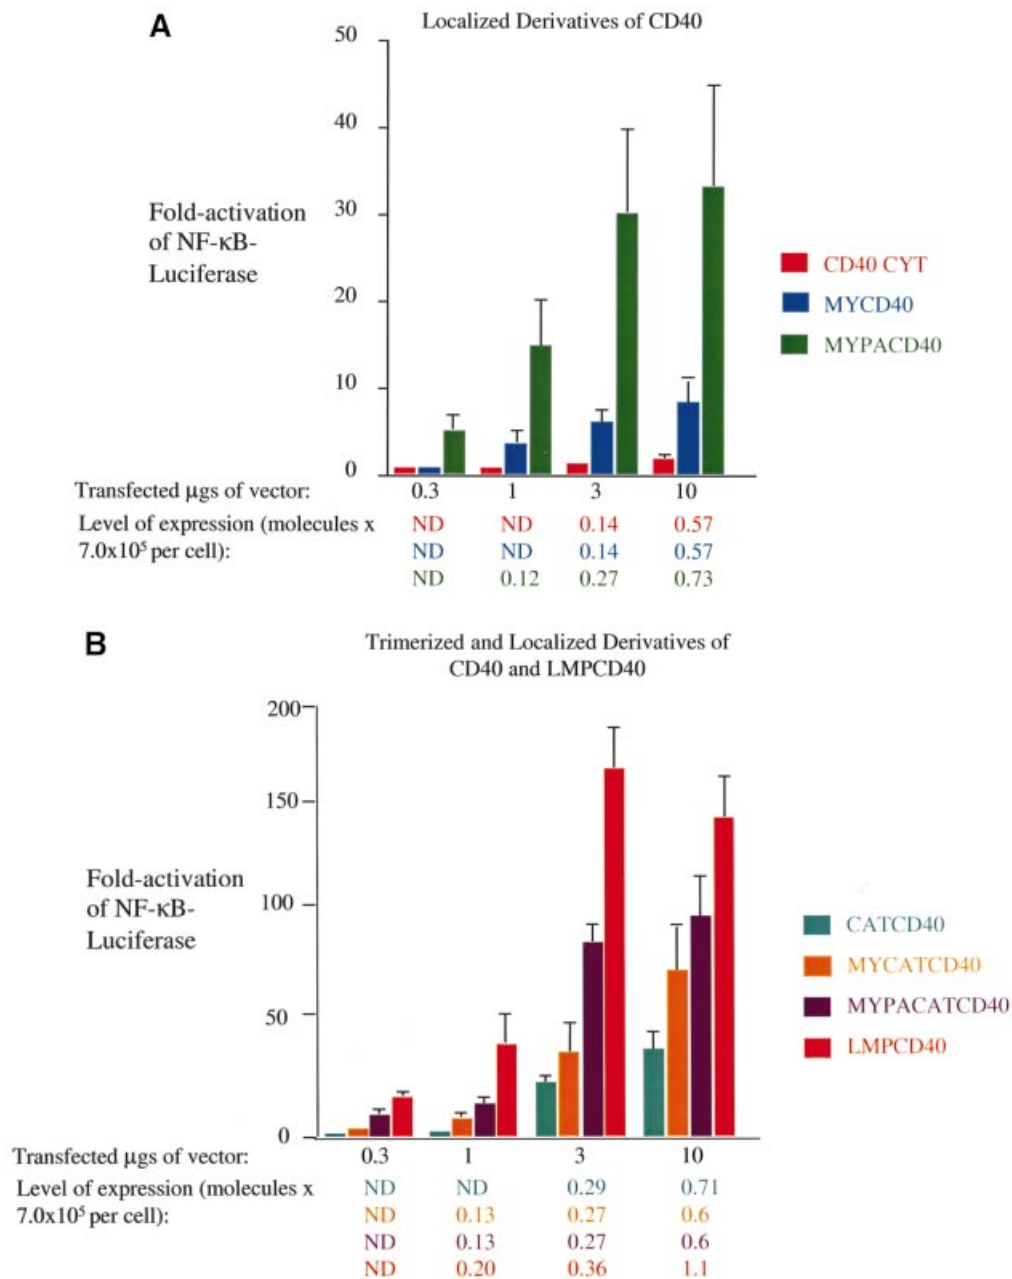 A
Localized Derivatives of CD40
50
40
30
20
10
0
Fold-activation
of NF-κB-
Luciferase
CD40 CYT
MYCD40
MYPACD40
Transfected μgs of vector: 0.3 1 3 10
Level of expression (molecules x ND ND 0.14 0.57
7.0x10⁵ per cell): ND ND 0.14 0.57
ND 0.12 0.27 0.73
B
Trimerized and Localized Derivatives of
CD40 and LMPCD40
200
150
100
50
0
Fold-activation
of NF-κB-
Luciferase
CATCD40
MYCATCD40
MYPACATCD40
LMPCD40
Transfected μgs of vector: 0.3 1 3 10
Level of expression (molecules x ND ND 0.29 0.71
7.0x10⁵ per cell): ND 0.13 0.27 0.6
ND 0.13 0.27 0.6
ND 0.20 0.36 1.1